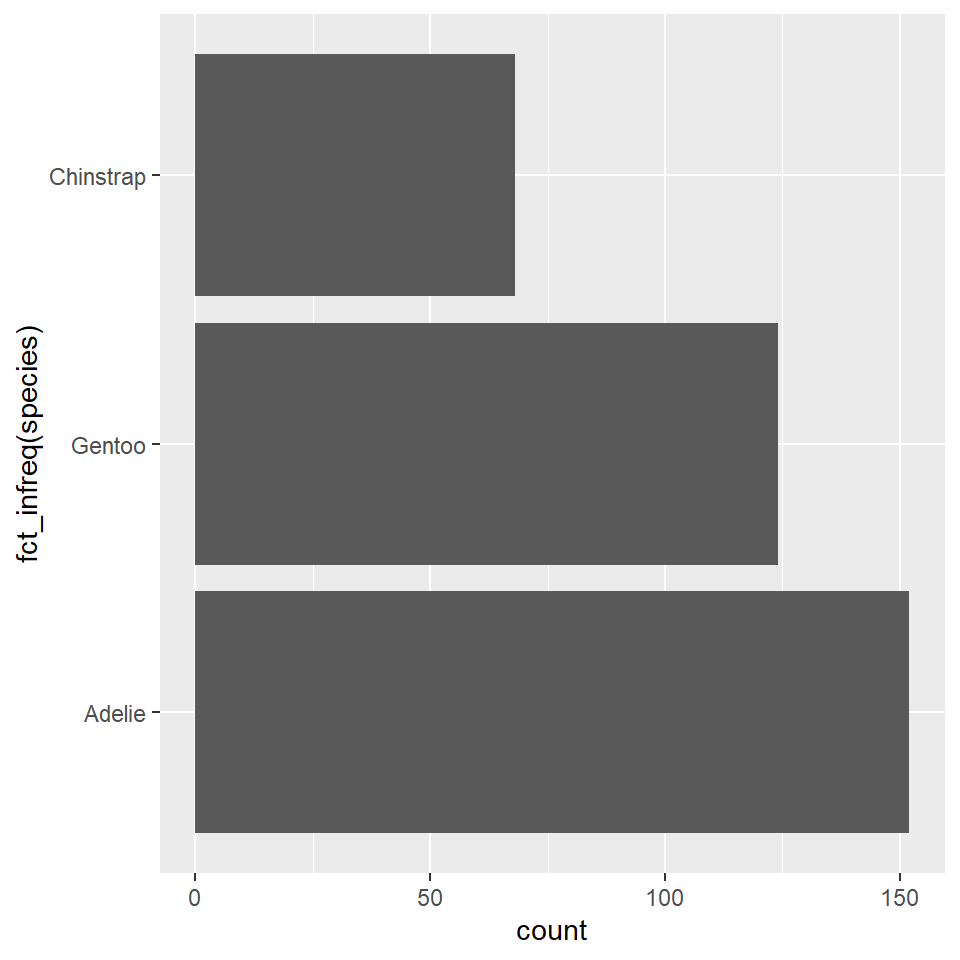 Chinstrap
Gentoo
Adelie
fct_infreq(species)
0
50
100
150
count